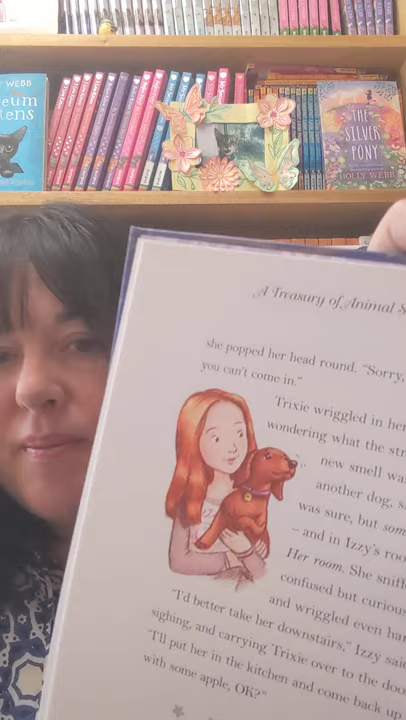 WEBB
THE
SILVER
PONY
HOLLY WEBB
A Treasury of Animal S
she popped her head round. "Sorry,
you can't come in."
Trixie wriggled in her
wondering what the str
new smell wa
another dog, s
was sure, but som
– and in Izzy's roo
Her room. She sniff
confused but curious
and wriggled even har
"I'd better take her downstairs," Izzy said
sighing, and carrying Trixie over to the doo
"I'll put her in the kitchen and come back up
with some apple, OK?"